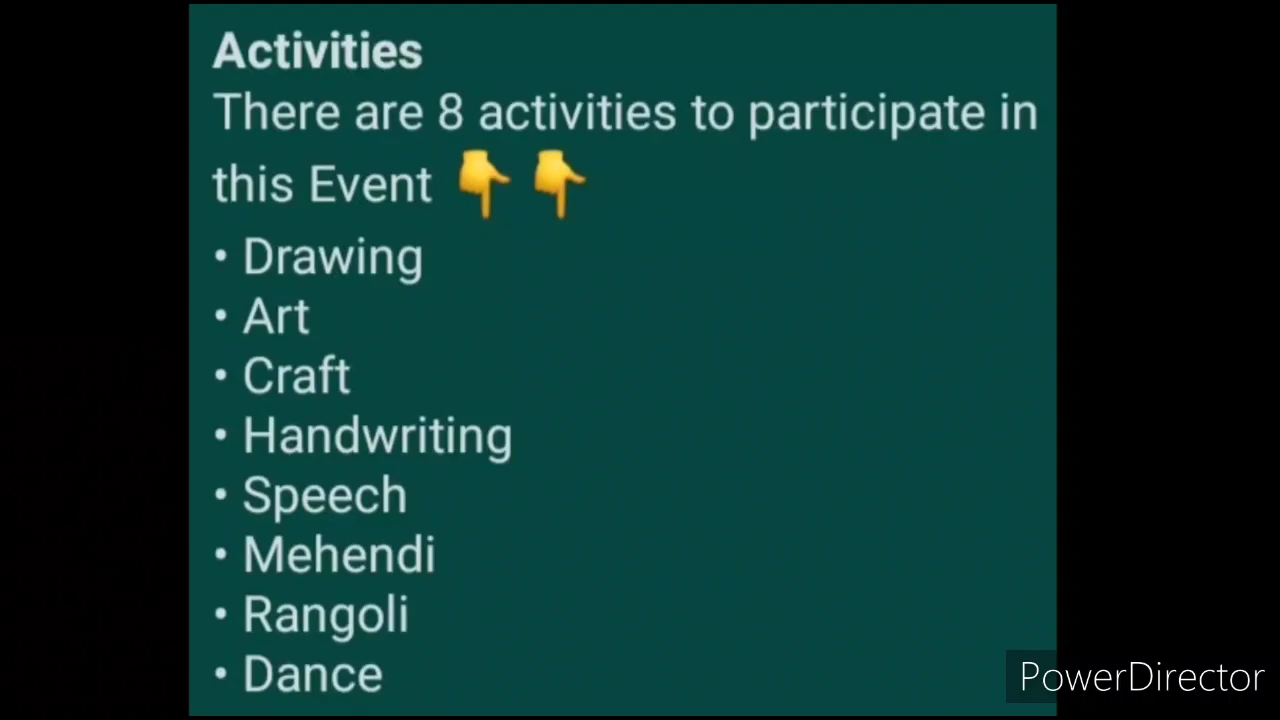 Activities
There are 8 activities to participate in
this Event 👇👇
• Drawing
• Art
• Craft
• Handwriting
• Speech
• Mehendi
• Rangoli
• Dance
PowerDirector